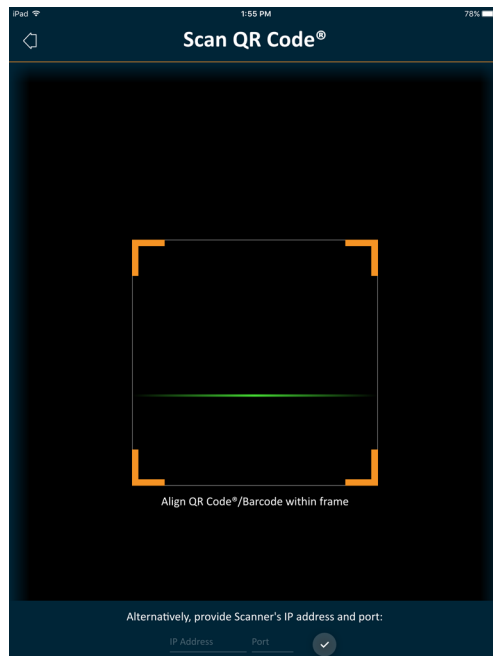 iPad 1:55 PM 78%
Scan QR Code®
Align QR Code®/Barcode within frame
Alternatively, provide Scanner's IP address and port:
IP Address Port